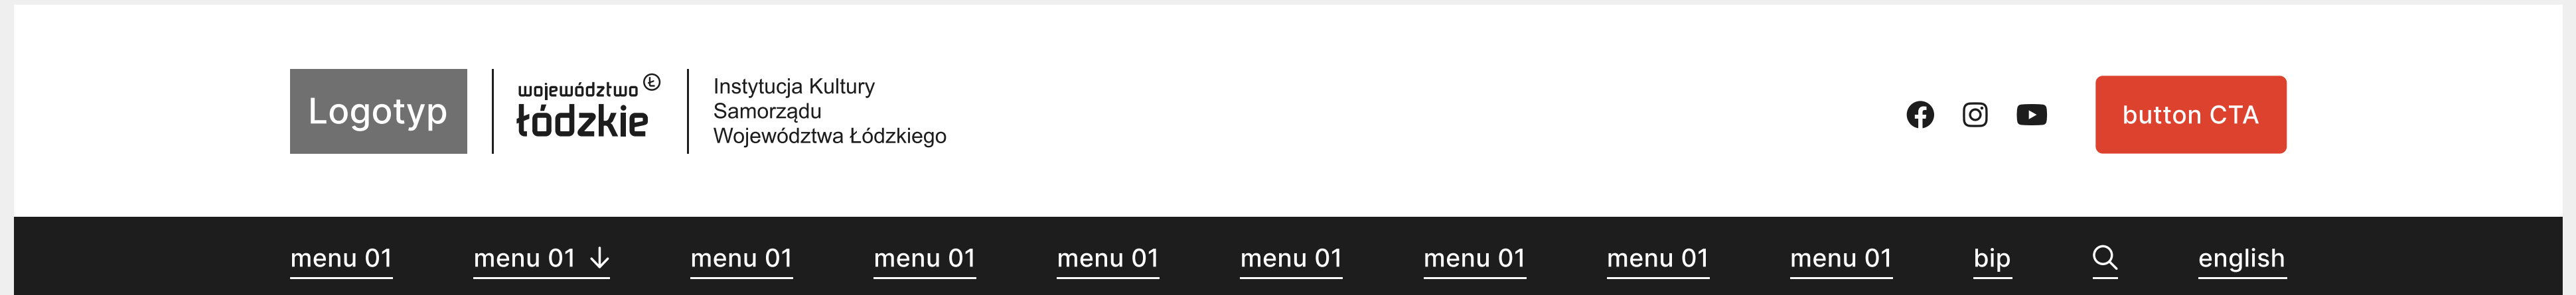 Logotyp
województwo Ł
łódzkie
Instytucja Kultury
Samorządu
Województwa Łódzkiego
button CTA
menu 01 menu 01 ↓ menu 01 menu 01 menu 01 menu 01 menu 01 menu 01 menu 01 bip english